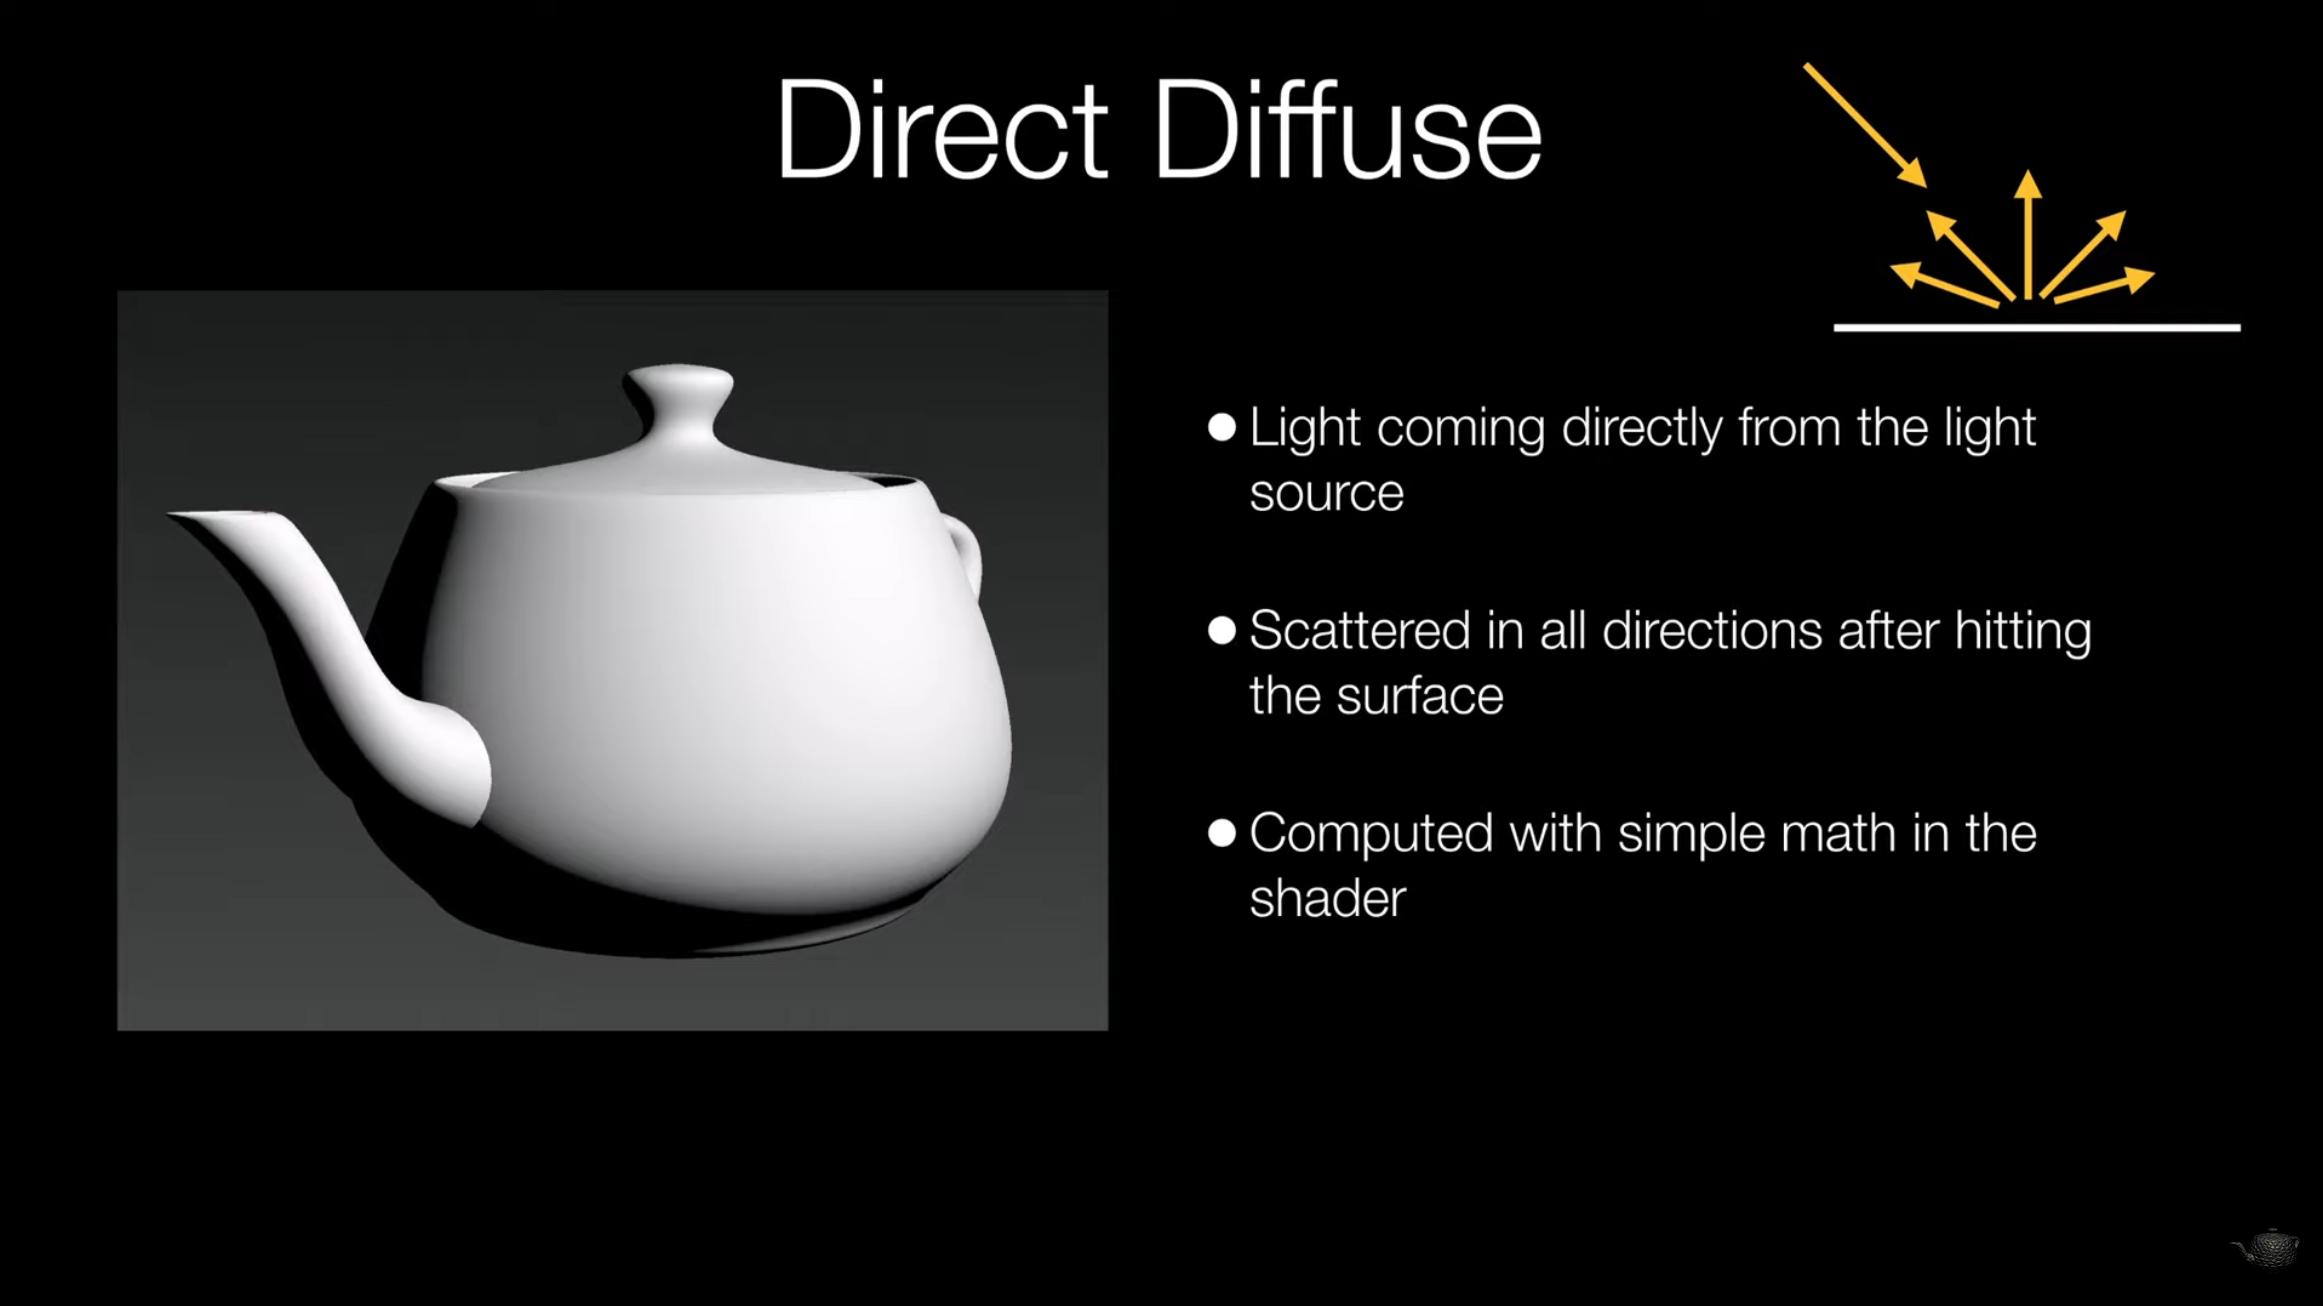 Direct Diffuse
● Light coming directly from the light
source
● Scattered in all directions after hitting
the surface
● Computed with simple math in the
shader